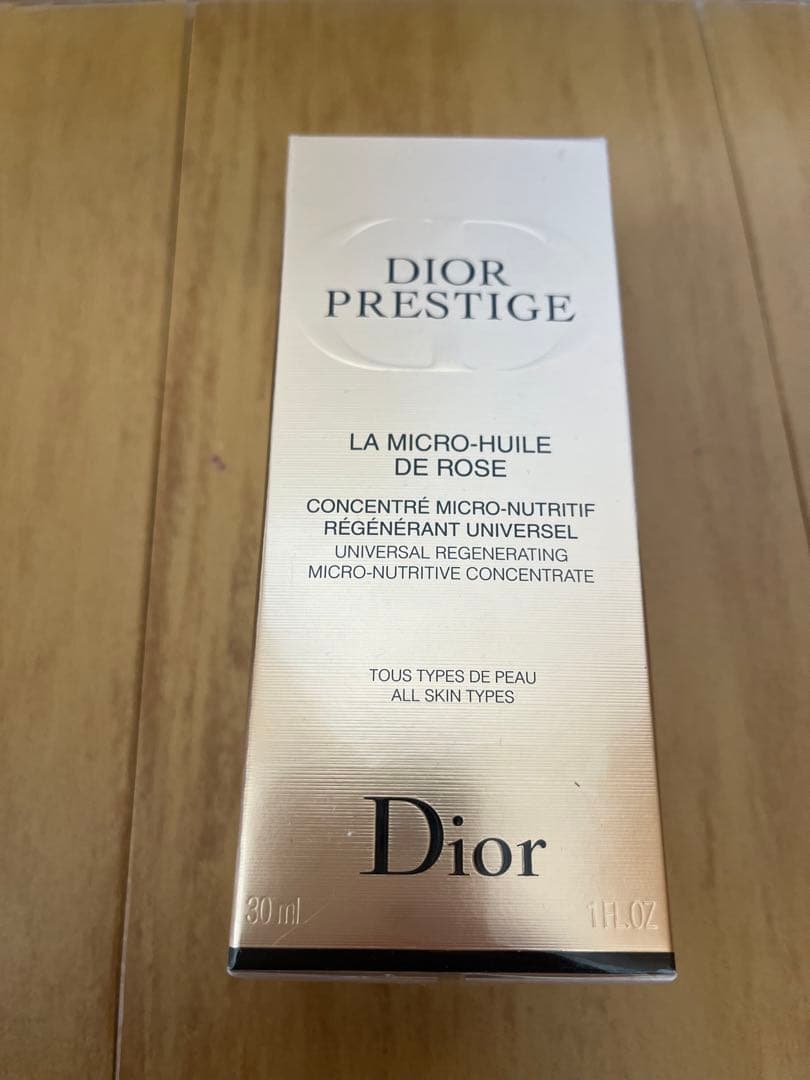 DIOR
PRESTIGE
LA MICRO-HUILE
DE ROSE
CONCENTRÉ MICRO-NUTRITIF
RÉGÉNÉRANT UNIVERSEL
UNIVERSAL REGENERATING
MICRO-NUTRITIVE CONCENTRATE
TOUS TYPES DE PEAU
ALL SKIN TYPES
Dior
30 ml 1 FL.OZ